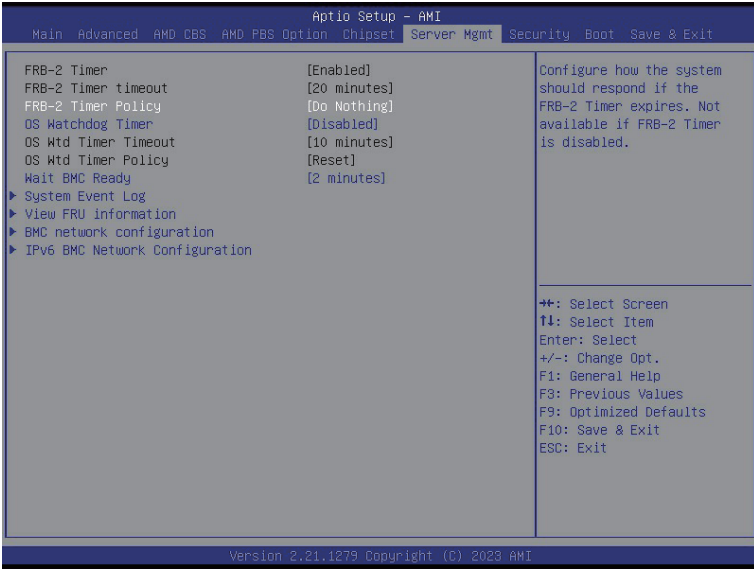 Aptio Setup – AMI
Main Advanced AMD CBS AMD PBS Option Chipset Server Mgmt Security Boot Save & Exit
FRB-2 Timer [Enabled]
FRB-2 Timer timeout [20 minutes]
FRB-2 Timer Policy [Do Nothing]
OS Watchdog Timer [Disabled]
OS Wtd Timer Timeout [10 minutes]
OS Wtd Timer Policy [Reset]
Wait BMC Ready [2 minutes]
System Event Log
View FRU information
BMC network configuration
IPv6 BMC Network Configuration
Configure how the system
should respond if the
FRB-2 Timer expires. Not
available if FRB-2 Timer
is disabled.
→←: Select Screen
↑↓: Select Item
Enter: Select
+/-: Change Opt.
F1: General Help
F3: Previous Values
F9: Optimized Defaults
F10: Save & Exit
ESC: Exit
Version 2.21.1279 Copyright (C) 2023 AMI